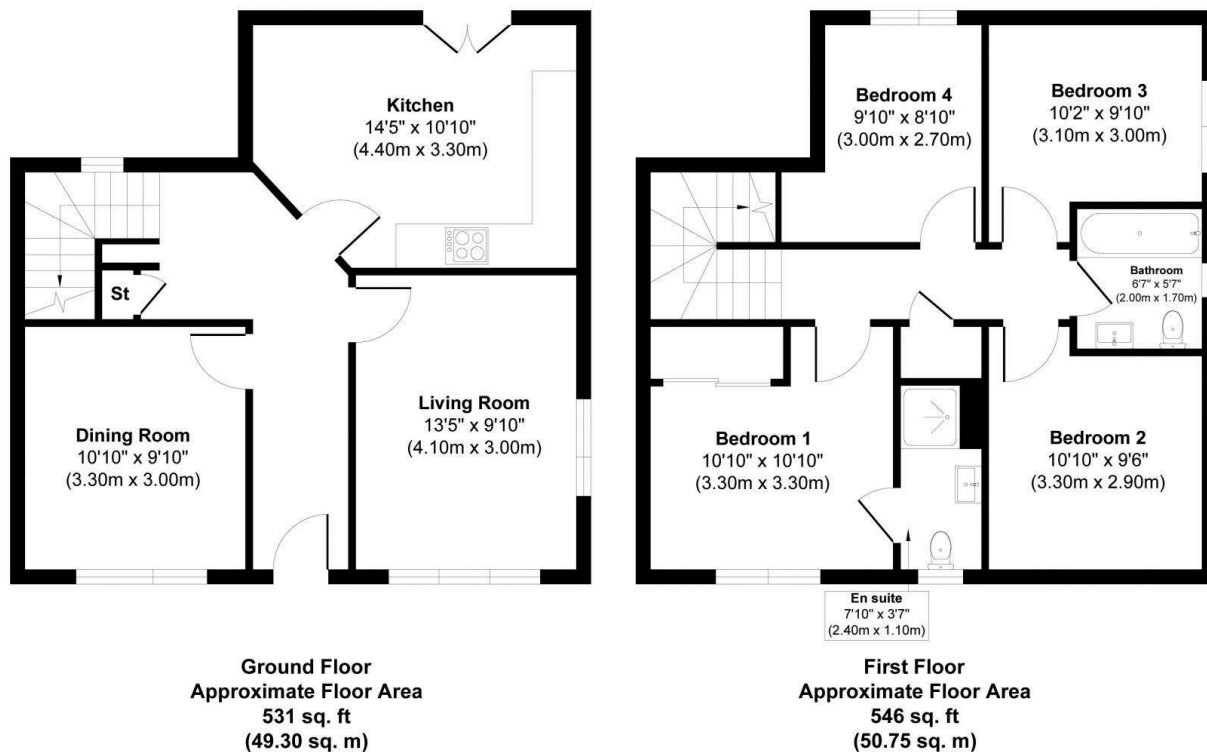 Kitchen
14'5" x 10'10"
(4.40m x 3.30m)
St
Dining Room
10'10" x 9'10"
(3.30m x 3.00m)
Living Room
13'5" x 9'10"
(4.10m x 3.00m)
Ground Floor
Approximate Floor Area
531 sq. ft
(49.30 sq. m)
Bedroom 4
9'10" x 8'10"
(3.00m x 2.70m)
Bedroom 3
10'2" x 9'10"
(3.10m x 3.00m)
Bathroom
6'7" x 5'7"
(2.00m x 1.70m)
Bedroom 1
10'10" x 10'10"
(3.30m x 3.30m)
Bedroom 2
10'10" x 9'6"
(3.30m x 2.90m)
En suite
7'10" x 3'7"
(2.40m x 1.10m)
First Floor
Approximate Floor Area
546 sq. ft
(50.75 sq. m)